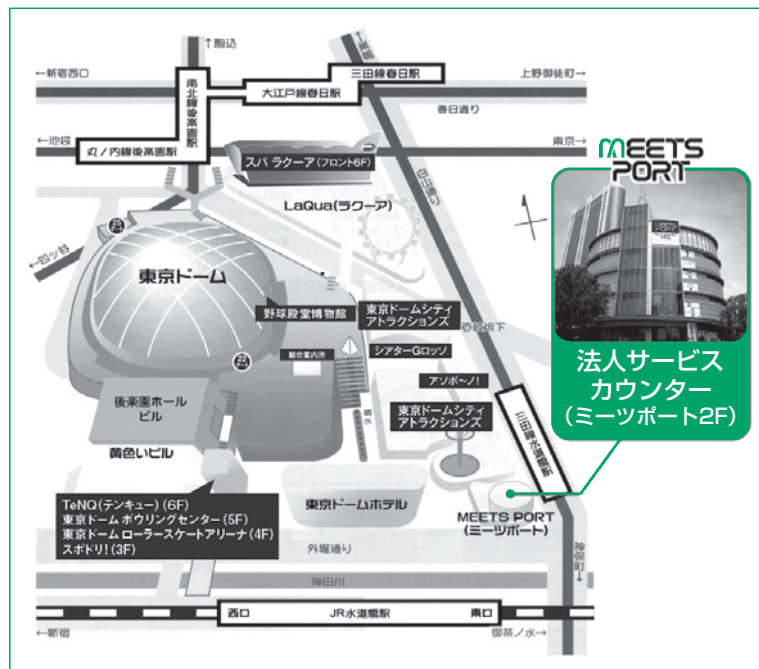 ↑駒込
←新宿西口
南北線後楽園駅
大江戸線春日駅
三田線春日駅
上野御徒町→
春日通り
←池袋
丸ノ内線後楽園駅
東京→
スパ ラクーア(フロント6F)
白山通り
LaQua(ラクーア)
←四ツ谷
25
東京ドーム
野球殿堂博物館
東京ドームシティ
アトラクションズ
壱岐坂下
22
総合案内所
シアターGロッソ
アソボ〜ノ!
後楽園ホール
ビル
黄色いビル
噴水
東京ドームシティ
アトラクションズ
三田線水道橋駅
TeNQ(テンキュー)(6F)
東京ドーム ボウリングセンター(5F)
東京ドーム ローラースケートアリーナ(4F)
スポドリ!(3F)
東京ドームホテル
MEETS PORT
(ミーツポート)
外堀通り
神田川
神保町→
西口
JR水道橋駅
東口
←新宿
御茶ノ水→
MEETS
PORT
法人サービス
カウンター
(ミーツポート2F)